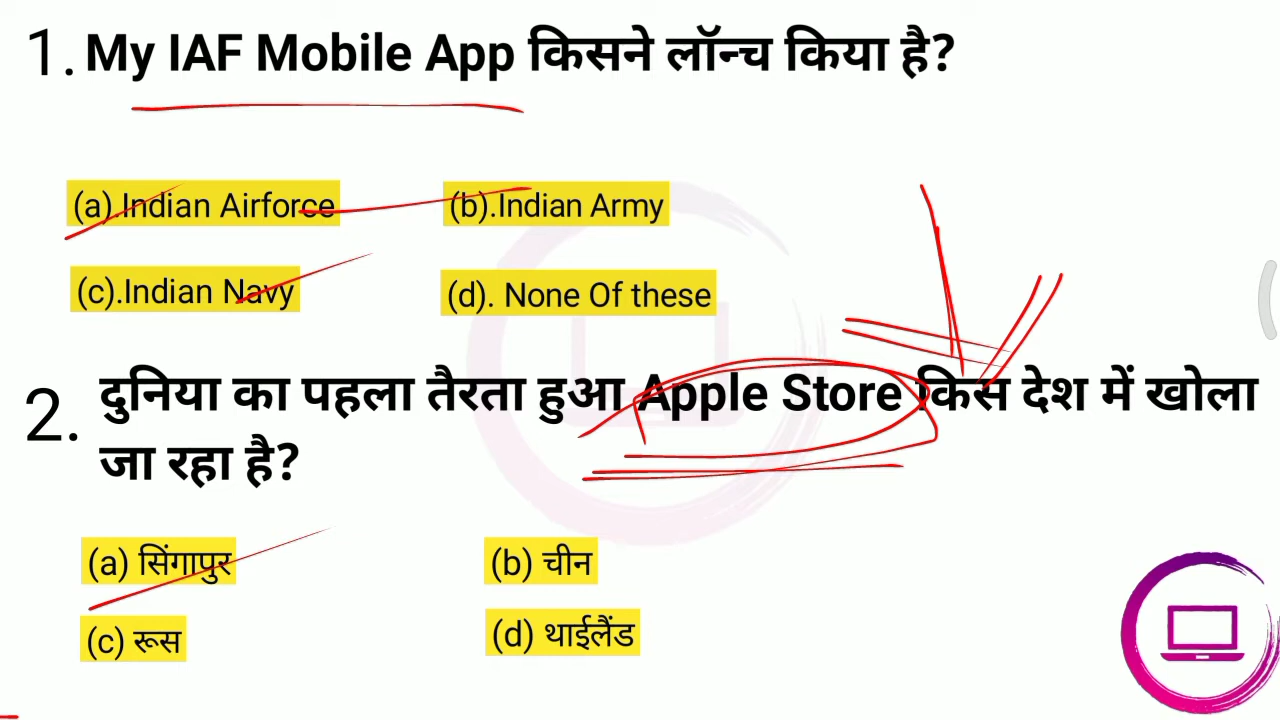 1. My IAF Mobile App किसने लॉन्च किया है?
(a).Indian Airforce (b).Indian Army
(c).Indian Navy (d). None Of these
2. दुनिया का पहला तैरता हुआ Apple Store किस देश में खोला
जा रहा है?
(a) सिंगापुर (b) चीन
(c) रूस (d) थाईलैंड